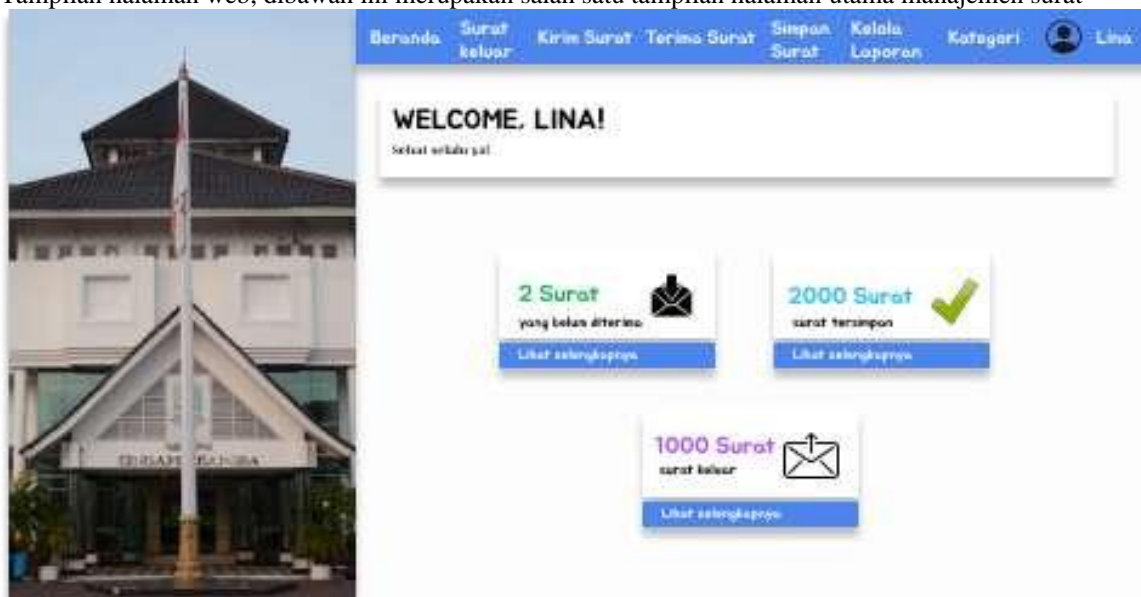 Tampilan halaman web, dibawah ini merupakan salah satu tampilan halaman utama manajemen surat
Beranda
Surat keluar
Kirim Surat
Terima Surat
Simpan Surat
Kelola Laporan
Kategori
Lina
WELCOME, LINA!
Sehat selalu ya!
2 Surat
yang belum diterima
Lihat selengkapnya
2000 Surat
surat tersimpan
Lihat selengkapnya
1000 Surat
surat keluar
Lihat selengkapnya